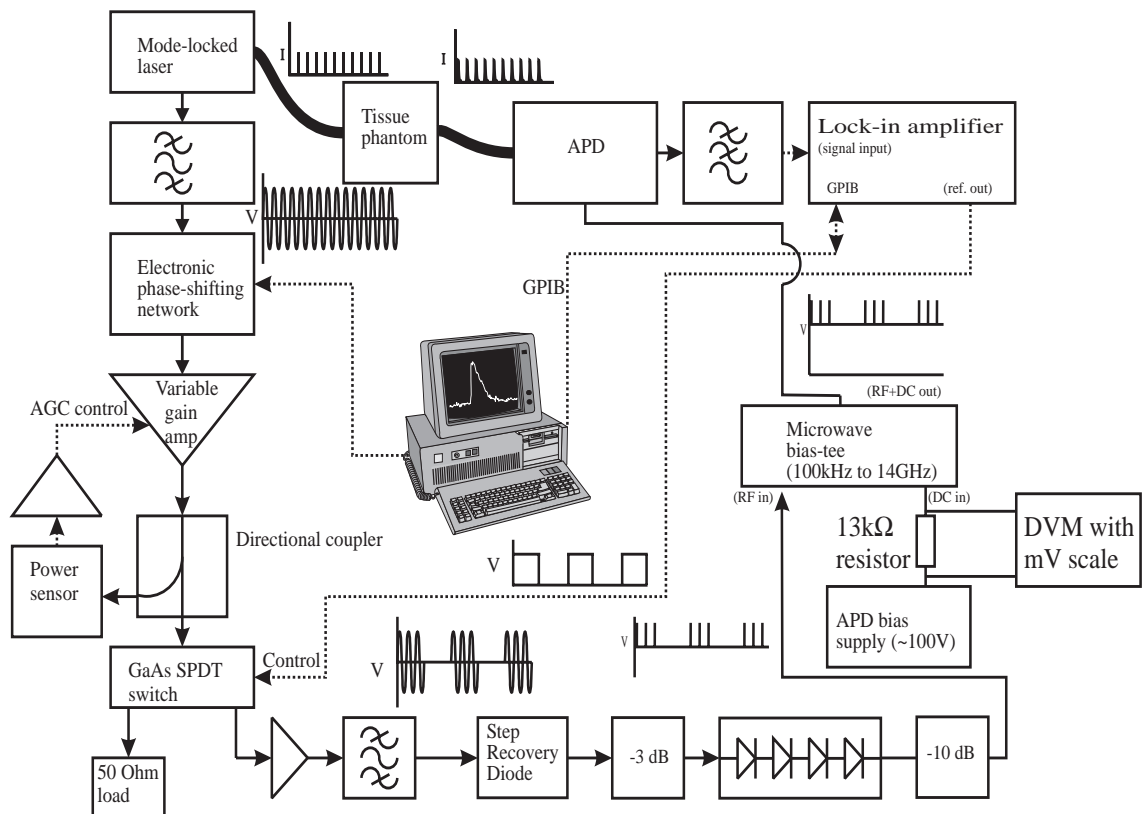 Mode-locked
laser
I
I
Tissue
phantom
APD
Lock-in amplifier
(signal input)
GPIB
(ref. out)
V
Electronic
phase-shifting
network
GPIB
V
(RF+DC out)
Variable
gain
amp
AGC control
Microwave
bias-tee
(100kHz to 14GHz)
(RF in)
(DC in)
Directional coupler
13kΩ
resistor
DVM with
mV scale
Power
sensor
V
APD bias
supply (~100V)
GaAs SPDT
switch
Control
V
V
Step
Recovery
Diode
-3 dB
-10 dB
50 Ohm
load